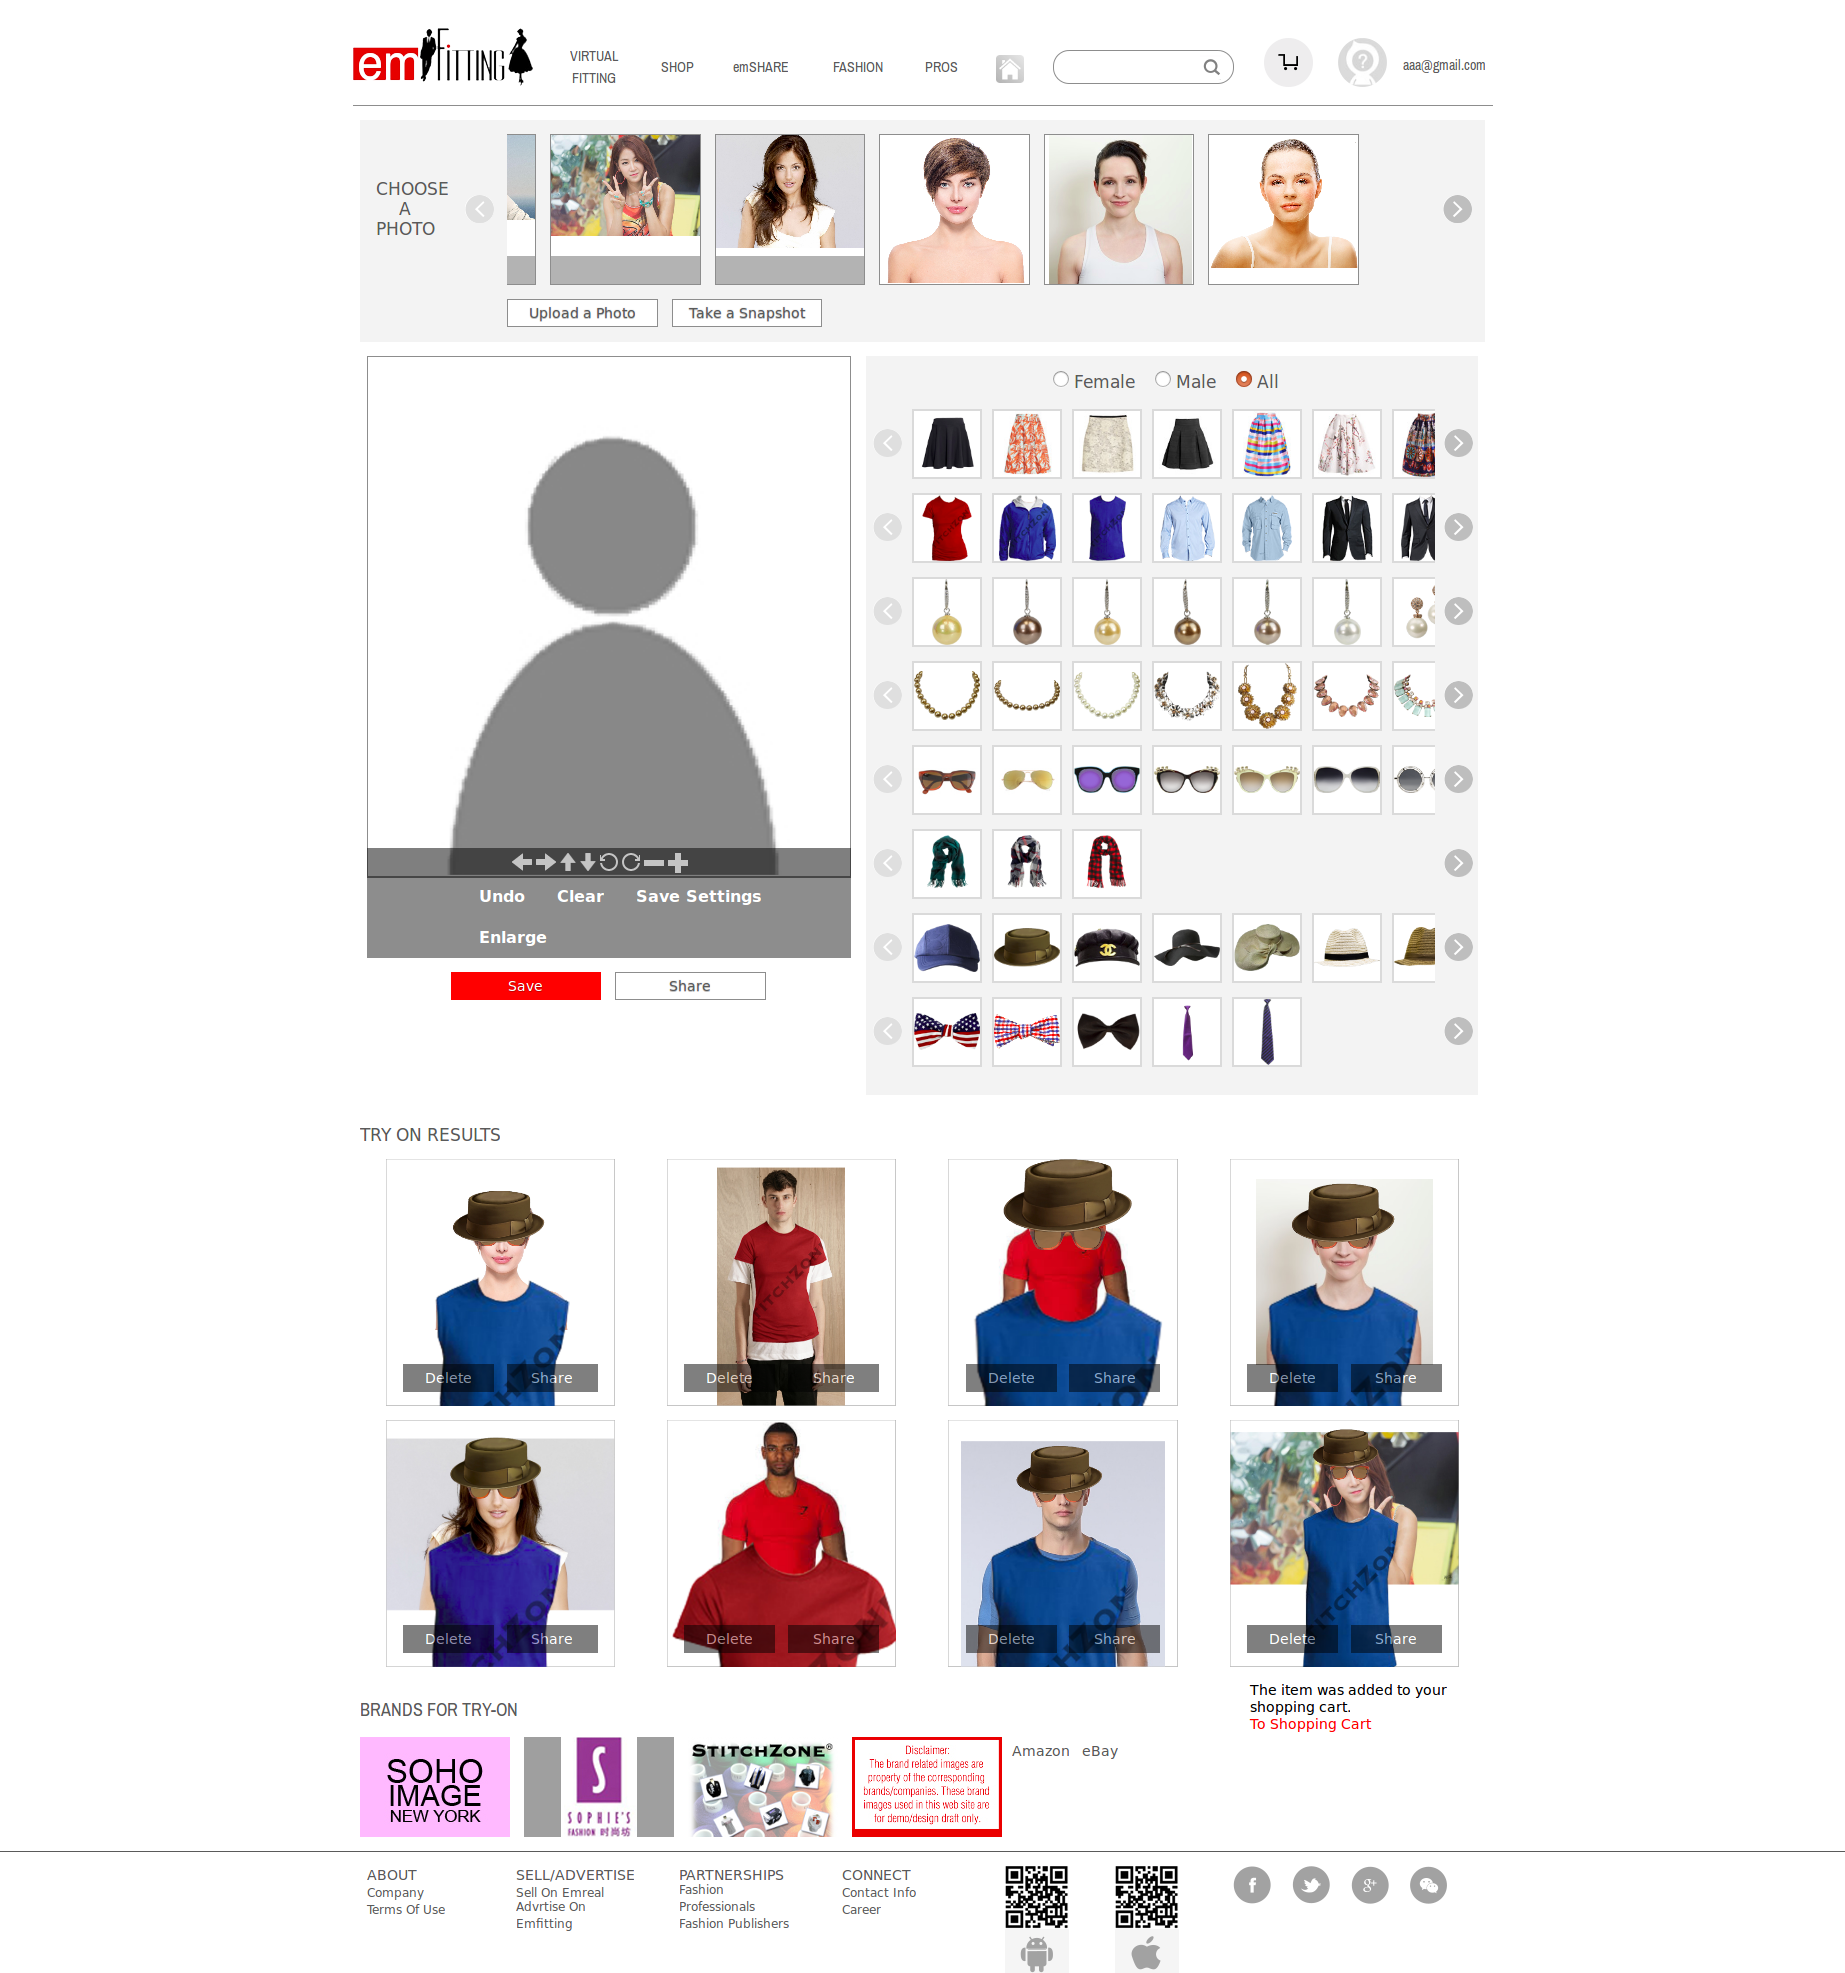 em FITTING
VIRTUAL
FITTING
SHOP
emSHARE
FASHION
PROS
aaa@gmail.com
CHOOSE
A
PHOTO
Upload a Photo
Take a Snapshot
Female
Male
All
Undo
Clear
Save Settings
Enlarge
Save
Share
TRY ON RESULTS
Delete
Share
Delete
Share
Delete
Share
Delete
Share
Delete
Share
Delete
Share
Delete
Share
Delete
Share
The item was added to your
shopping cart.
To Shopping Cart
BRANDS FOR TRY-ON
SOHO
IMAGE
NEW YORK
S
SOPHIE'S
FASHION 时尚坊
STITCHZONE®
Disclaimer:
The brand related images are
property of the corresponding
brands/companies. These brand
images used in this web site are
for demo/design draft only.
Amazon
eBay
ABOUT
Company
Terms Of Use
SELL/ADVERTISE
Sell On Emreal
Advrtise On
Emfitting
PARTNERSHIPS
Fashion
Professionals
Fashion Publishers
CONNECT
Contact Info
Career